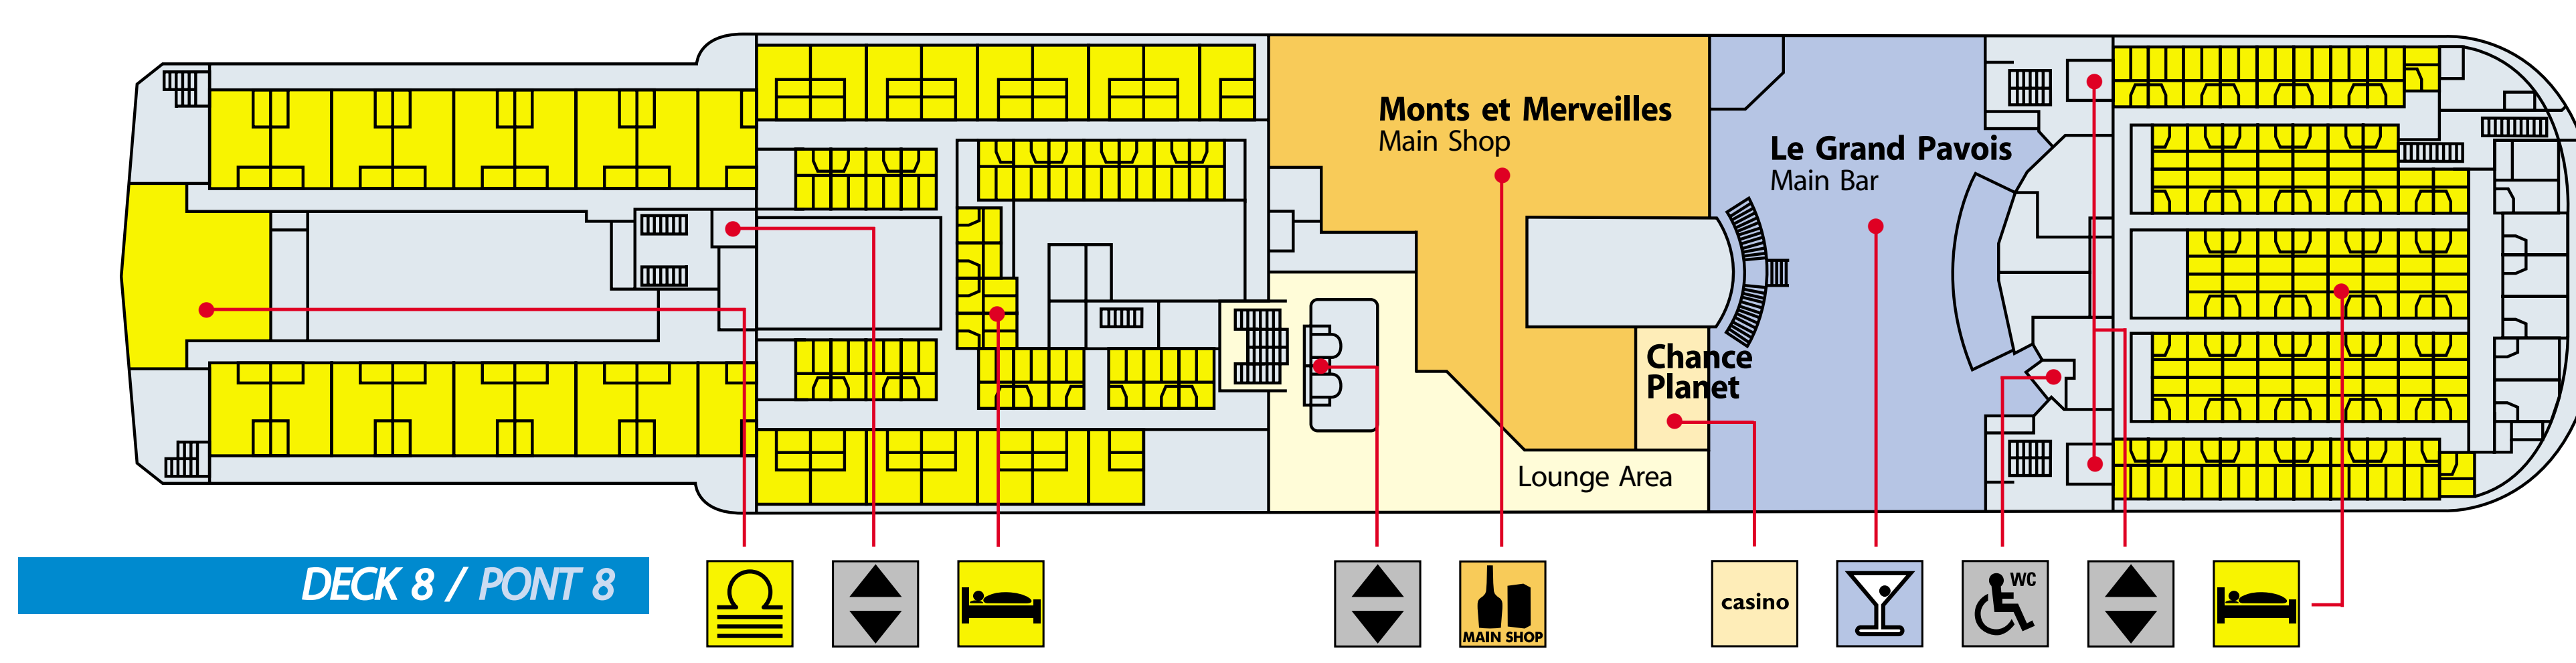 Monts et Merveilles
Main Shop
Le Grand Pavois
Main Bar
Chance
Planet
Lounge Area
DECK 8 / PONT 8
MAIN SHOP
casino
WC